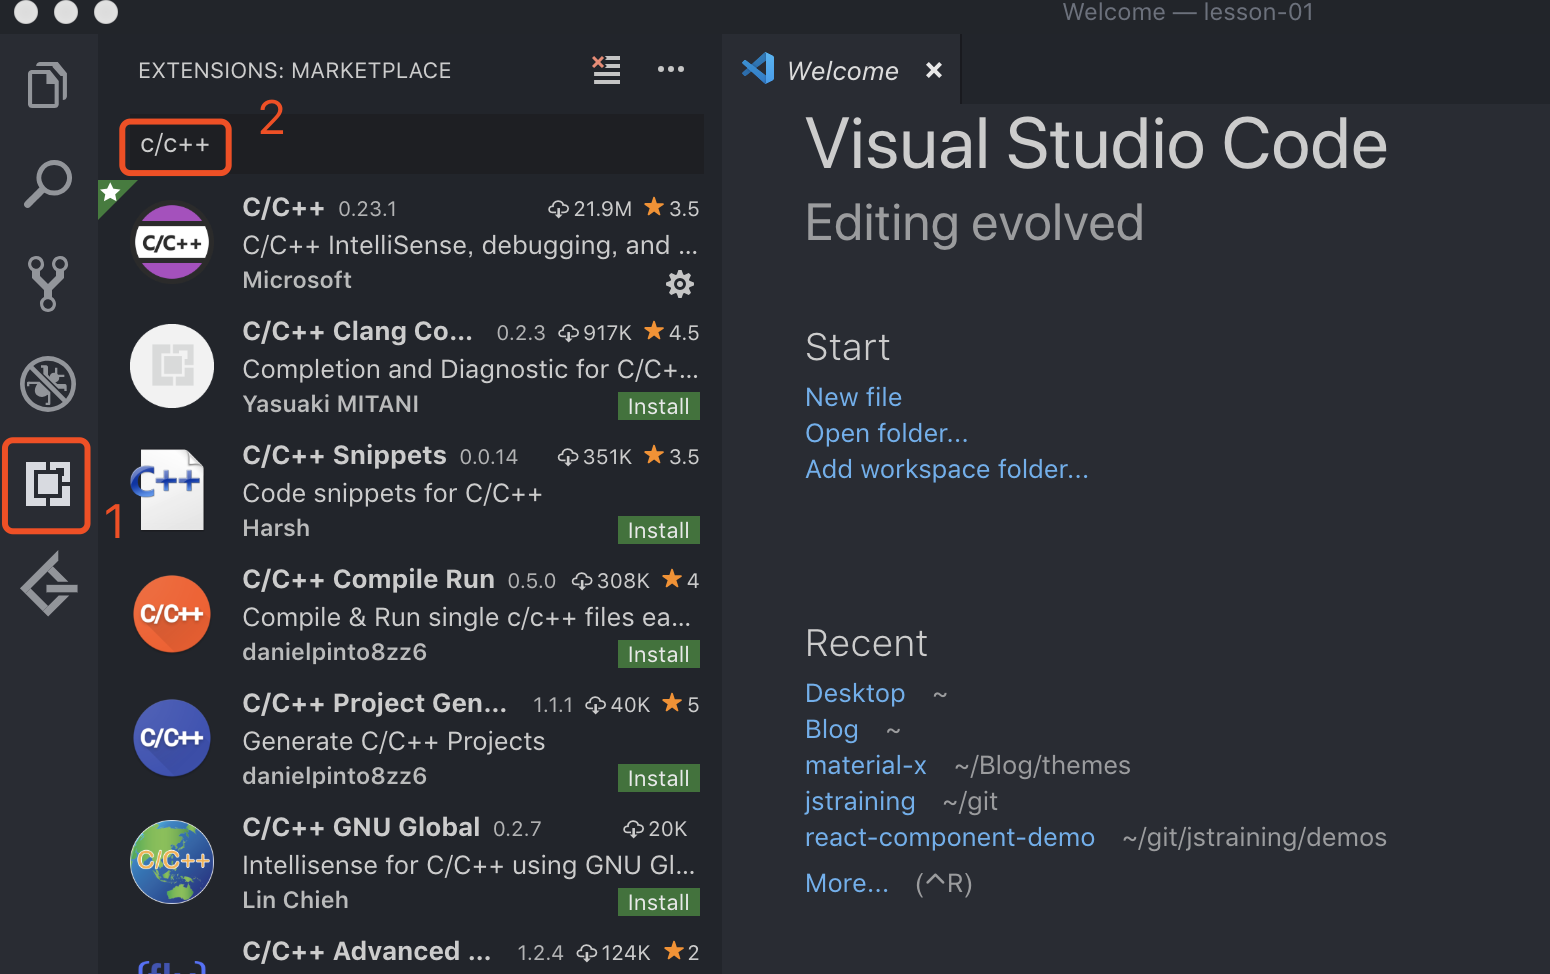 Welcome — lesson-01
EXTENSIONS: MARKETPLACE
Welcome
2
c/c++
C/C++ 0.23.1 21.9M 3.5
C/C++
C/C++ IntelliSense, debugging, and ...
Microsoft
C/C++ Clang Co... 0.2.3 917K 4.5
Completion and Diagnostic for C/C+...
Yasuaki MITANI
Install
C/C++ Snippets 0.0.14 351K 3.5
C++
Code snippets for C/C++
Harsh
Install
1
C/C++ Compile Run 0.5.0 308K 4
C/C++
Compile & Run single c/c++ files ea...
danielpinto8zz6
Install
C/C++ Project Gen... 1.1.1 40K 5
C/C++
Generate C/C++ Projects
danielpinto8zz6
Install
C/C++ GNU Global 0.2.7 20K
C/C++
Intellisense for C/C++ using GNU Gl...
Lin Chieh
Install
C/C++ Advanced ... 1.2.4 124K 2
Visual Studio Code
Editing evolved
Start
New file
Open folder...
Add workspace folder...
Recent
Desktop ~
Blog ~
material-x ~/Blog/themes
jstraining ~/git
react-component-demo ~/git/jstraining/demos
More... (^R)